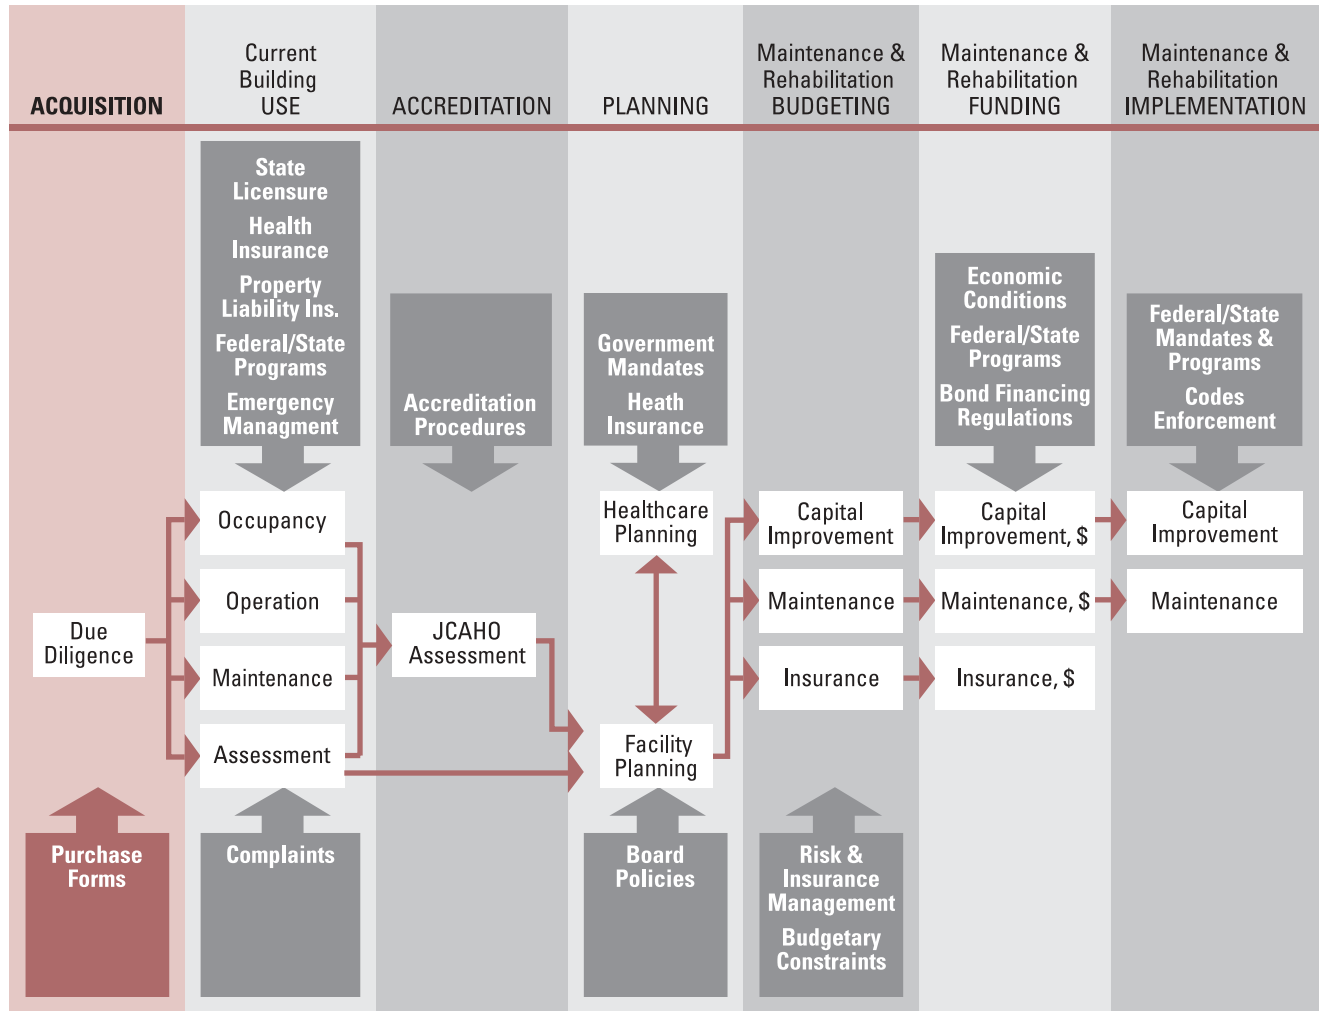 ACQUISITION
Current
Building
USE
ACCREDITATION
PLANNING
Maintenance &
Rehabilitation
BUDGETING
Maintenance &
Rehabilitation
FUNDING
Maintenance &
Rehabilitation
IMPLEMENTATION
State
Licensure
Health
Insurance
Property
Liability Ins.
Federal/State
Programs
Emergency
Managment
Accreditation
Procedures
Government
Mandates
Heath
Insurance
Economic
Conditions
Federal/State
Programs
Bond Financing
Regulations
Federal/State
Mandates &
Programs
Codes
Enforcement
Due
Diligence
Occupancy
Operation
Maintenance
Assessment
JCAHO
Assessment
Healthcare
Planning
Facility
Planning
Capital
Improvement
Maintenance
Insurance
Capital
Improvement, $
Maintenance, $
Insurance, $
Capital
Improvement
Maintenance
Purchase
Forms
Complaints
Board
Policies
Risk &
Insurance
Management
Budgetary
Constraints